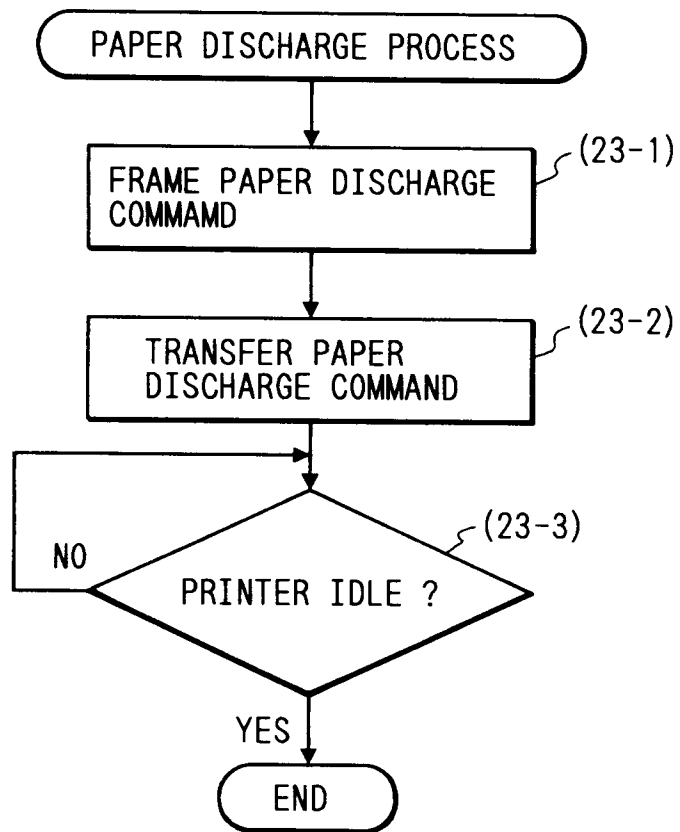 PAPER DISCHARGE PROCESS
(23-1)
FRAME PAPER DISCHARGE
COMMAMD
(23-2)
TRANSFER PAPER
DISCHARGE COMMAND
(23-3)
NO
PRINTER IDLE ?
YES
END